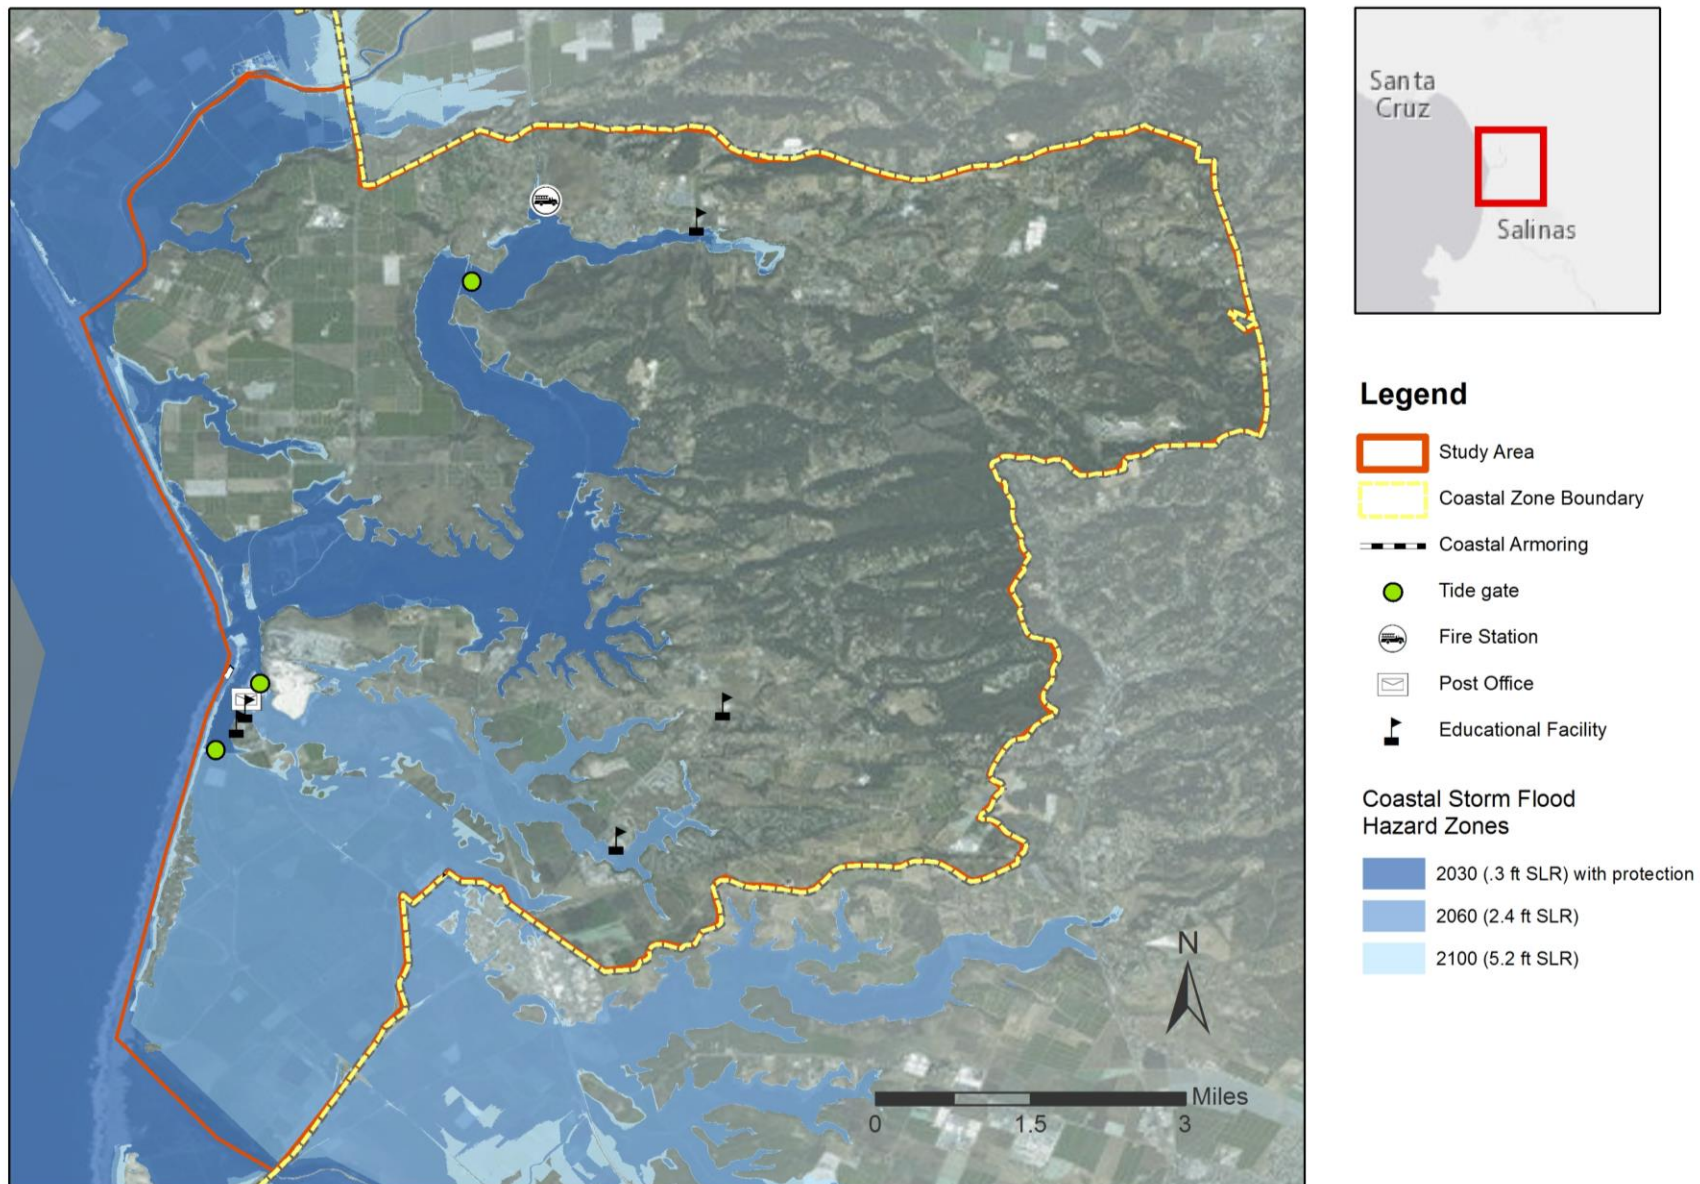 Santa
Cruz
Salinas
Legend
Study Area
Coastal Zone Boundary
Coastal Armoring
Tide gate
Fire Station
Post Office
Educational Facility
Coastal Storm Flood
Hazard Zones
2030 (.3 ft SLR) with protection
2060 (2.4 ft SLR)
2100 (5.2 ft SLR)
N
Miles
0 1.5 3